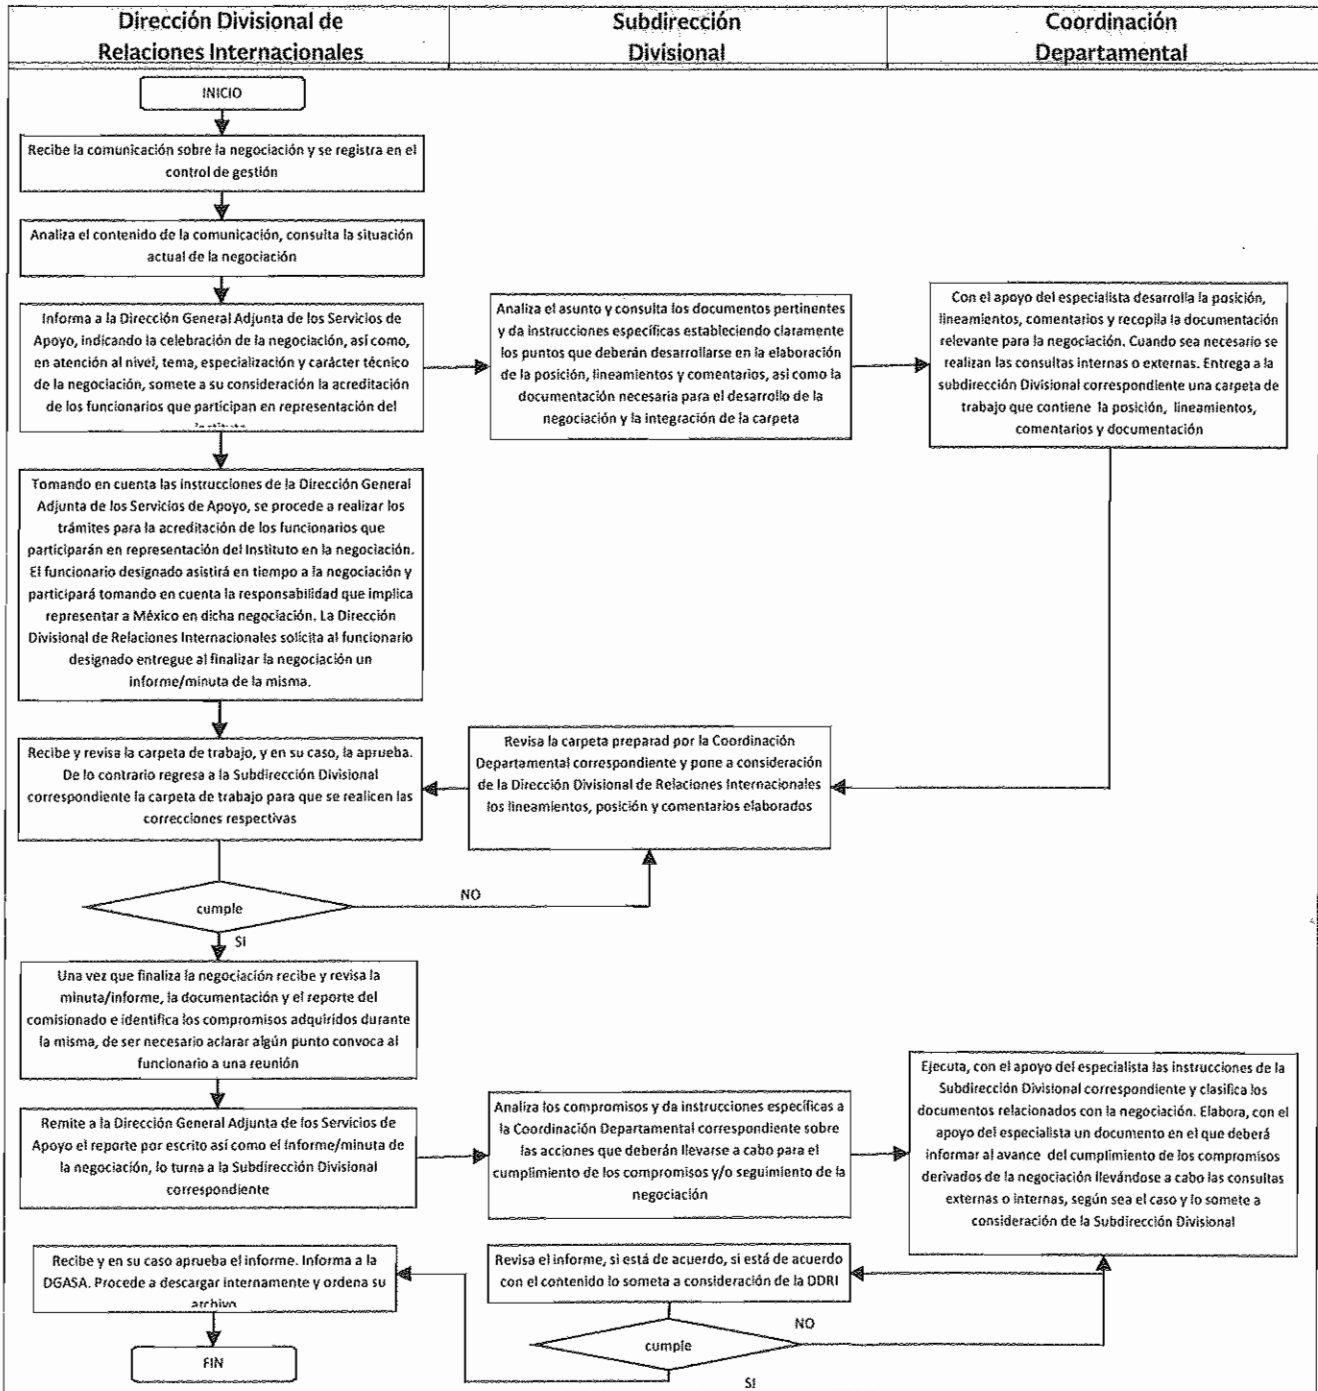 Dirección Divisional de
Relaciones Internacionales
Subdirección
Divisional
Coordinación
Departamental
INICIO
Recibe la comunicación sobre la negociación y se registra en el
control de gestión
Analiza el contenido de la comunicación, consulta la situación
actual de la negociación
Informa a la Dirección General Adjunta de los Servicios de
Apoyo, indicando la celebración de la negociación, así como,
en atención al nivel, tema, especialización y carácter técnico
de la negociación, somete a su consideración la acreditación
de los funcionarios que participan en representación del
Analiza el asunto y consulta los documentos pertinentes
y da instrucciones específicas estableciendo claramente
los puntos que deberán desarrollarse en la elaboración
de la posición, lineamientos y comentarios, asi como la
documentación necesaria para el desarrollo de la
negociación y la integración de la carpeta
Con el apoyo del especialista desarrolla la posición,
lineamientos, comentarios y recopila la documentación
relevante para la negociación. Cuando sea necesario se
realizan las consultas internas o externas. Entrega a la
subdirección Divisional correspondiente una carpeta de
trabajo que contiene la posición, lineamientos,
comentarios y documentación
Tomando en cuenta las instrucciones de la Dirección General
Adjunta de los Servicios de Apoyo, se procede a realizar los
trámites para la acreditación de los funcionarios que
participarán en representación del Instituto en la negociación.
El funcionario designado asistirá en tiempo a la negociación y
participará tomando en cuenta la responsabilidad que implica
representar a México en dicha negociación. La Dirección
Divisional de Relaciones Internacionales solicita al funcionario
designado entregue al finalizar la negociación un
informe/minuta de la misma.
Recibe y revisa la carpeta de trabajo, y en su caso, la aprueba.
De lo contrario regresa a la Subdirección Divisional
correspondiente la carpeta de trabajo para que se realicen las
correcciones respectivas
Revisa la carpeta preparad por la Coordinación
Departamental correspondiente y pone a consideración
de la Dirección Divisional de Relaciones Internacionales
los lineamientos, posición y comentarios elaborados
cumple
NO
SI
Una vez que finaliza la negociación recibe y revisa la
minuta/informe, la documentación y el reporte del
comisionado e identifica los compromisos adquiridos durante
la misma, de ser necesario aclarar algún punto convoca al
funcionario a una reunión
Remite a la Dirección General Adjunta de los Servicios de
Apoyo el reporte por escrito así como el informe/minuta de
la negociación, lo turna a la Subdirección Divisional
correspondiente
Analiza los compromisos y da instrucciones específicas a
la Coordinación Departamental correspondiente sobre
las acciones que deberán llevarse a cabo para el
cumplimiento de los compromisos y/o seguimiento de la
negociación
Ejecuta, con el apoyo del especialista las instrucciones de la
Subdirección Divisional correspondiente y clasifica los
documentos relacionados con la negociación. Elabora, con el
apoyo del especialista un documento en el que deberá
informar al avance del cumplimiento de los compromisos
derivados de la negociación llevándose a cabo las consultas
externas o internas, según sea el caso y lo somete a
consideración de la Subdirección Divisional
Recibe y en su caso aprueba el informe. Informa a la
DGASA. Procede a descargar internamente y ordena su
archivo
Revisa el informe, si está de acuerdo, si está de acuerdo
con el contenido lo someta a consideración de la DDRI
cumple
NO
SI
FIN